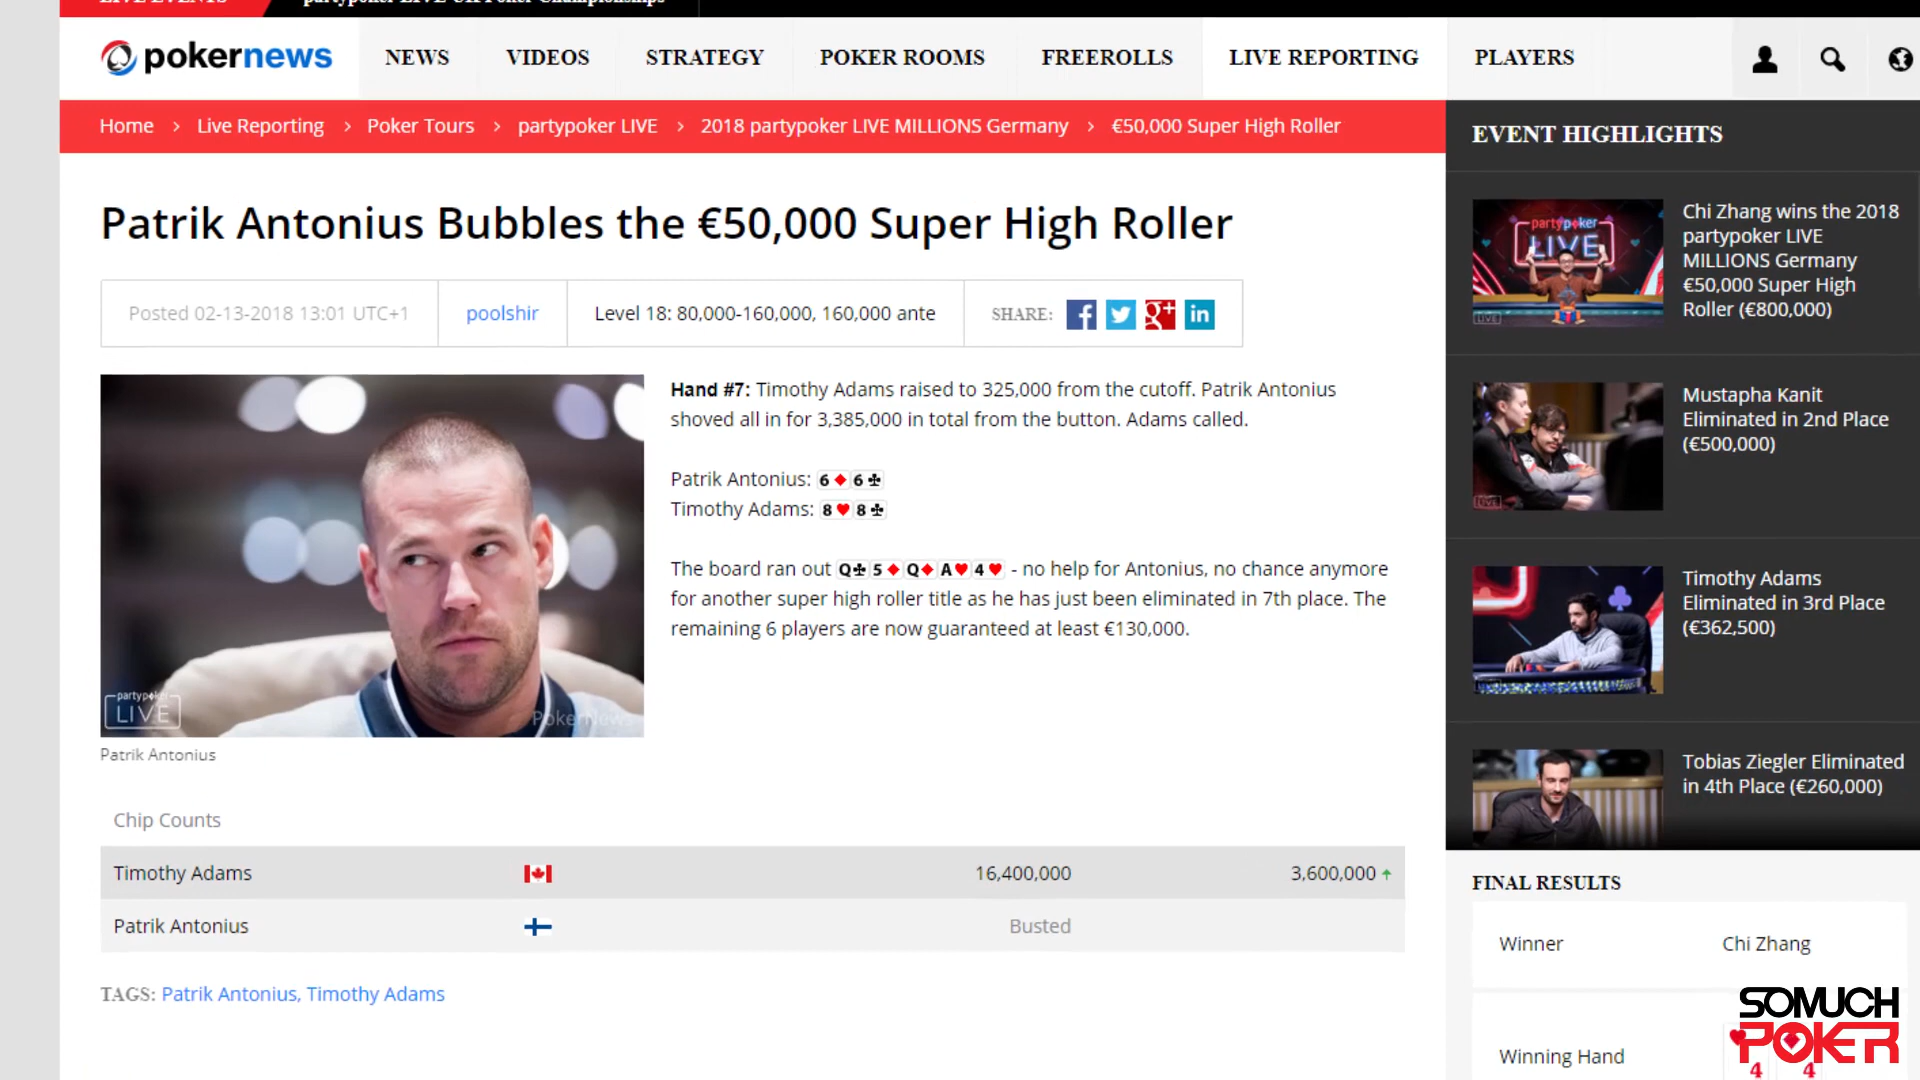 LIVE EVENTS
partypoker LIVE UK Poker Championships
pokernews
NEWS
VIDEOS
STRATEGY
POKER ROOMS
FREEROLLS
LIVE REPORTING
PLAYERS
Home > Live Reporting > Poker Tours > partypoker LIVE > 2018 partypoker LIVE MILLIONS Germany > €50,000 Super High Roller
Patrik Antonius Bubbles the €50,000 Super High Roller
Posted 02-13-2018 13:01 UTC+1
poolshir
Level 18: 80,000-160,000, 160,000 ante
SHARE:
partypoker
LIVE
PokerNews
Patrik Antonius
Hand #7: Timothy Adams raised to 325,000 from the cutoff. Patrik Antonius
shoved all in for 3,385,000 in total from the button. Adams called.
Patrik Antonius: 6♦ 6♣
Timothy Adams: 8♥ 8♣
The board ran out Q♣ 5♦ Q♦ A♥ 4♥ - no help for Antonius, no chance anymore
for another super high roller title as he has just been eliminated in 7th place. The
remaining 6 players are now guaranteed at least €130,000.
Chip Counts
Timothy Adams 16,400,000 3,600,000
Patrik Antonius Busted
TAGS: Patrik Antonius, Timothy Adams
EVENT HIGHLIGHTS
partypoker
LIVE
Chi Zhang wins the 2018
partypoker LIVE
MILLIONS Germany
€50,000 Super High
Roller (€800,000)
Mustapha Kanit
Eliminated in 2nd Place
(€500,000)
Timothy Adams
Eliminated in 3rd Place
(€362,500)
Tobias Ziegler Eliminated
in 4th Place (€260,000)
FINAL RESULTS
Winner Chi Zhang
Winning Hand
4 4
SOMUCH
POKER